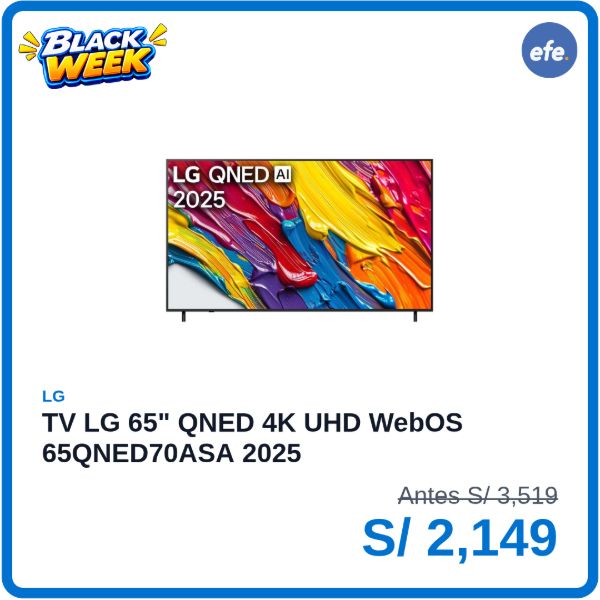 BLACK
WEEK
efe.
LG QNED AI
2025
LG
TV LG 65" QNED 4K UHD WebOS
65QNED70ASA 2025
Antes S/ 3,519
S/ 2,149